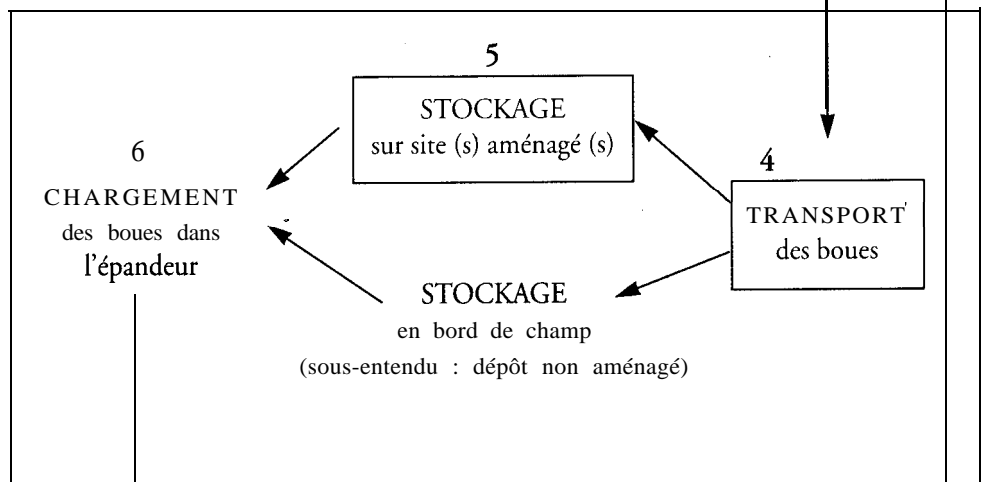 5
STOCKAGE
sur site (s) aménagé (s)
6
CHARGEMENT
des boues dans
l'épandeur
4
TRANSPORT
des boues
STOCKAGE
en bord de champ
(sous-entendu : dépôt non aménagé)